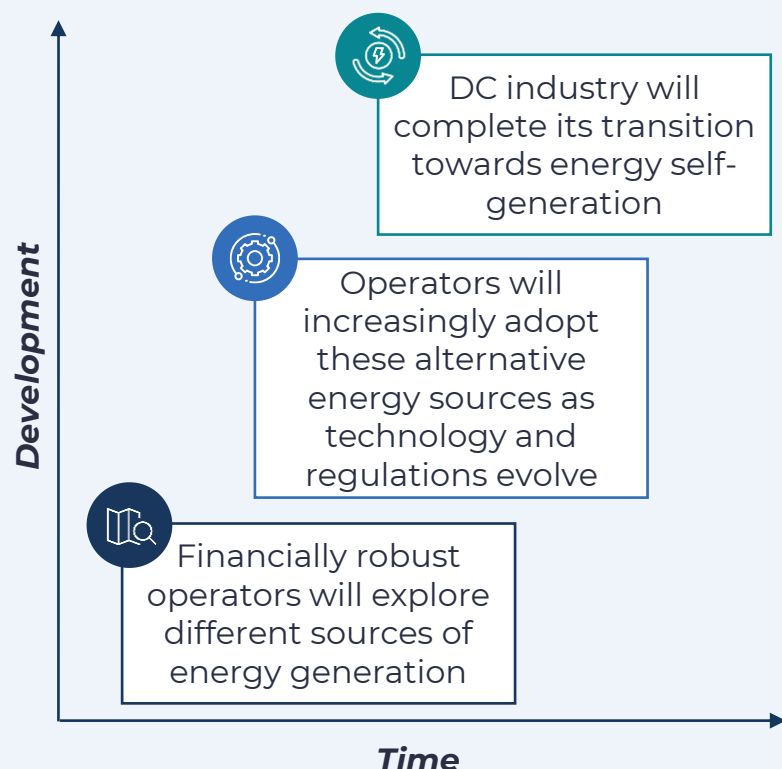 DC industry will
complete its transition
towards energy self-
generation
Operators will
increasingly adopt
these alternative
energy sources as
technology and
regulations evolve
Financially robust
operators will explore
different sources of
energy generation
Development
Time